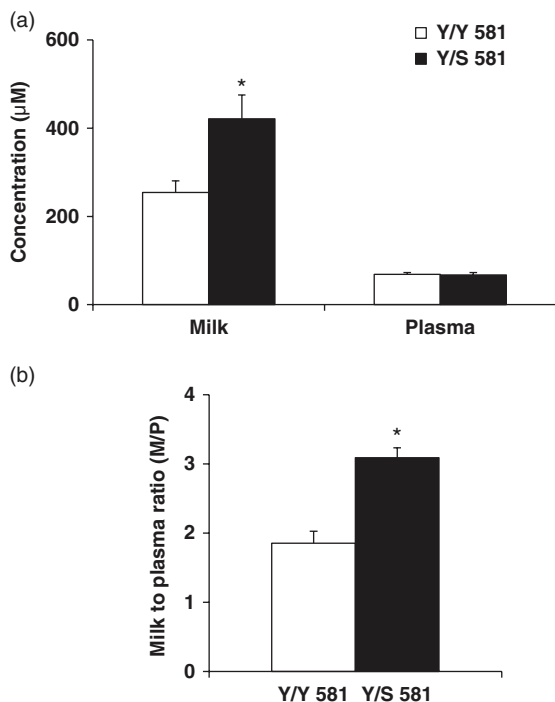 (a)
600
400
200
0
Concentration (µM)
Y/Y 581
Y/S 581
*
Milk Plasma
(b)
4
3
2
1
0
Milk to plasma ratio (M/P)
*
Y/Y 581 Y/S 581